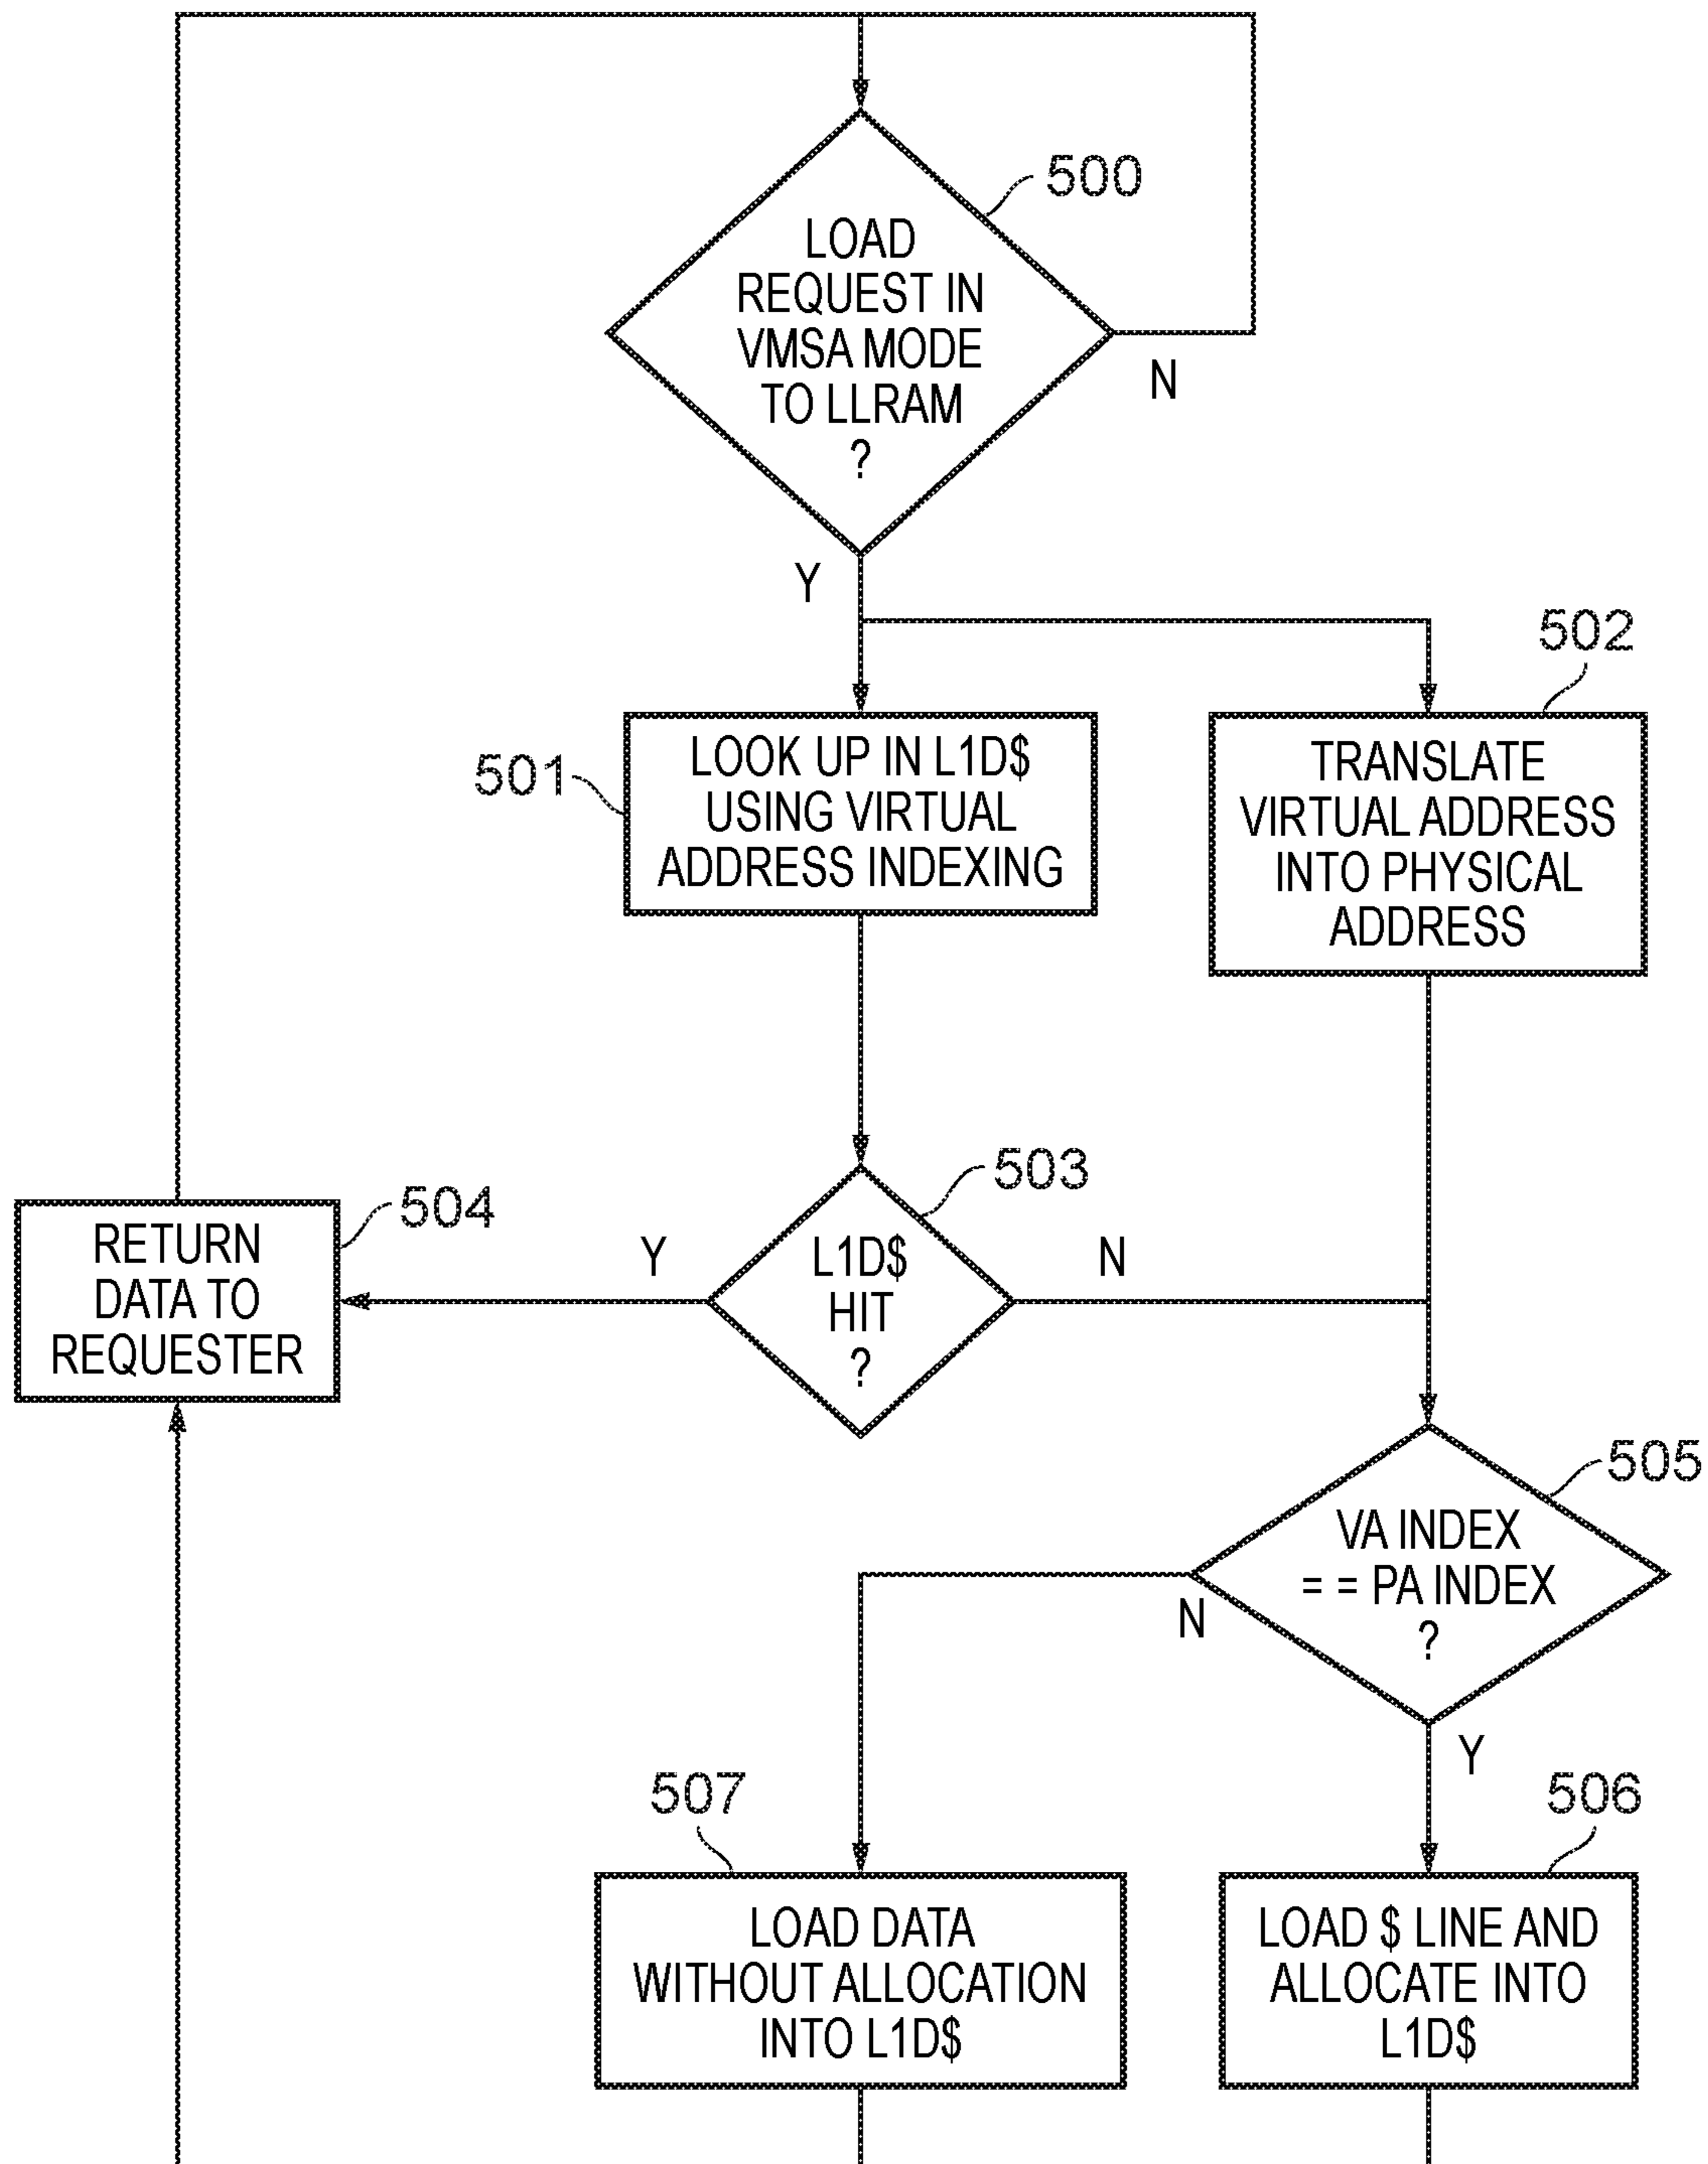 500
LOAD
REQUEST IN
VMSA MODE
TO LLRAM
?
N
Y
502
501
LOOK UP IN L1D$
USING VIRTUAL
ADDRESS INDEXING
TRANSLATE
VIRTUAL ADDRESS
INTO PHYSICAL
ADDRESS
503
504
RETURN
DATA TO
REQUESTER
Y
L1D$
HIT
?
N
505
VA INDEX
= = PA INDEX
?
N
Y
507
506
LOAD DATA
WITHOUT ALLOCATION
INTO L1D$
LOAD $ LINE AND
ALLOCATE INTO
L1D$